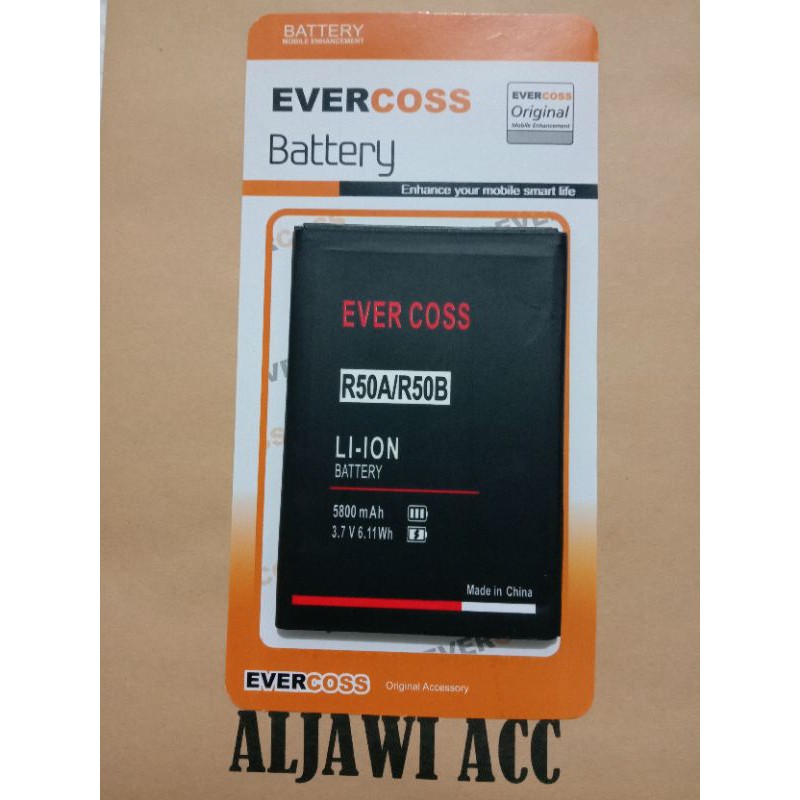 BATTERY
MOBILE ENHANCEMENT
EVERCOSS
Battery
EVERCOSS
Original
Mobile Enhancement
Enhance your mobile smart life
EVER COSS
R50A/R50B
LI-ION
BATTERY
5800 mAh
3.7 V 6.11Wh
Made in China
EVERCOSS
Original Accessory
ALJAWI ACC